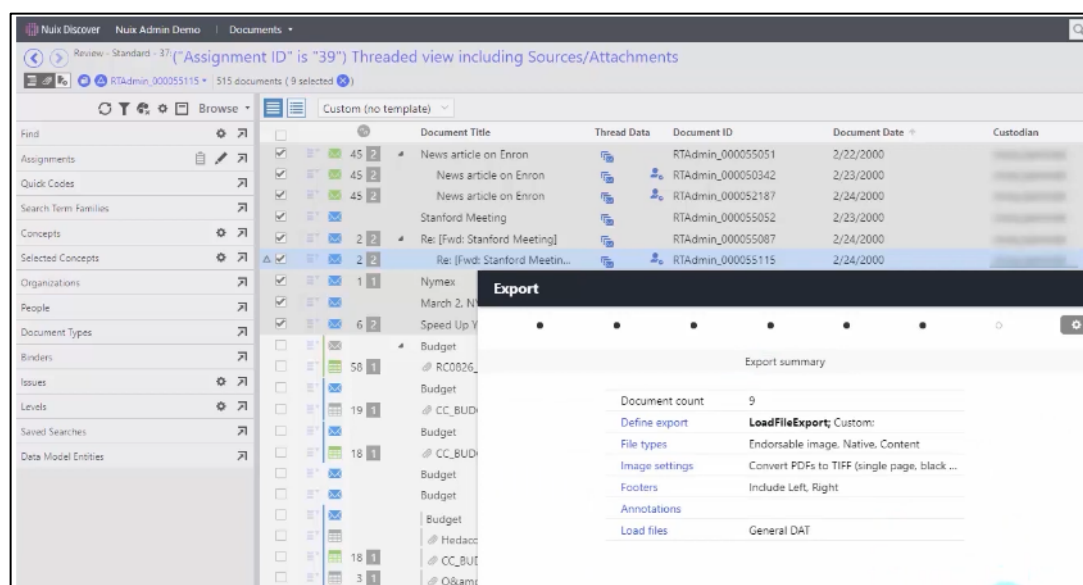 Nuix Discover Nuix Admin Demo Documents
Review - Standard - 37: ("Assignment ID" is "39") Threaded view including Sources/Attachments
RTAdmin_000055115 515 documents ( 9 selected )
Browse Custom (no template)
Find
Assignments
Quick Codes
Search Term Families
Concepts
Selected Concepts
Organizations
People
Document Types
Binders
Issues
Levels
Saved Searches
Data Model Entities
Document Title Thread Data Document ID Document Date Custodian
45 2 News article on Enron RTAdmin_000055051 2/22/2000
45 2 News article on Enron RTAdmin_000050342 2/23/2000
45 2 News article on Enron RTAdmin_000052187 2/24/2000
Stanford Meeting RTAdmin_000055052 2/23/2000
2 2 Re: [Fwd: Stanford Meeting] RTAdmin_000055087 2/24/2000
2 2 Re: [Fwd: Stanford Meetin... RTAdmin_000055115 2/24/2000
1 1 Nymex
March 2, N
6 2 Speed Up Y
Budget
58 1 RC0826_
Budget
19 1 CC_BUD
Budget
18 1 CC_BUD
Budget
Budget
Budget
Hedacc
18 1 CC_BUD
3 1 O&amp
Export
Export summary
Document count 9
Define export LoadFileExport; Custom:
File types Endorsable image, Native, Content
Image settings Convert PDFs to TIFF (single page, black ...
Footers Include Left, Right
Annotations
Load files General DAT